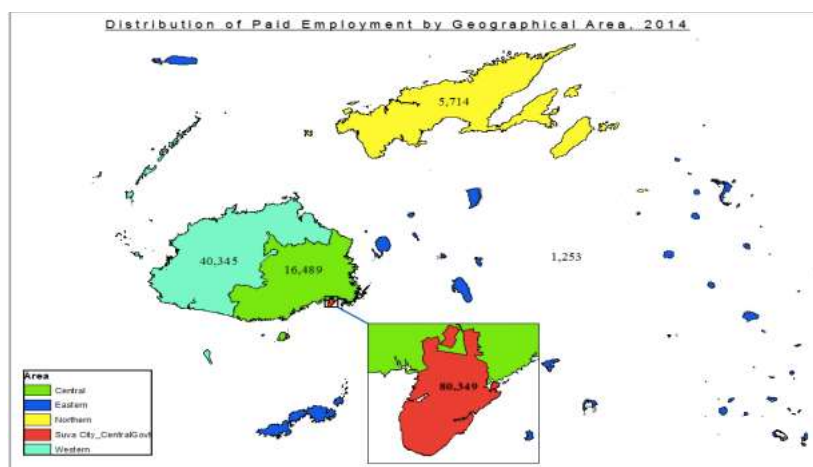 Distribution of Paid Employment by Geographical Area, 2014
5,714
40,345
16,489
1,253
80,349
Area
Central
Eastern
Northern
Suva City_CentralGovt
Western